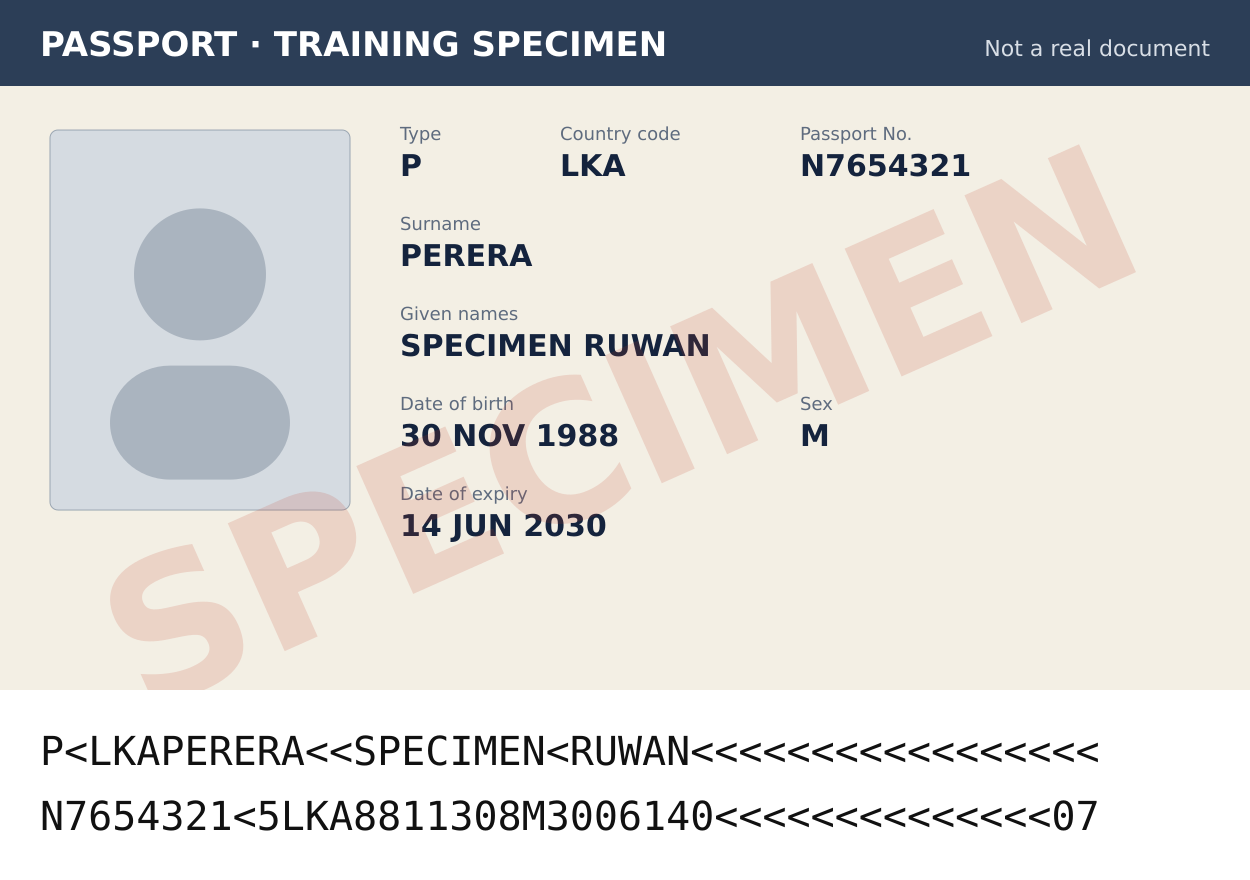 PASSPORT · TRAINING SPECIMEN
Not a real document
Type Country code Passport No.
P LKA N7654321
Surname
PERERA
Given names
SPECIMEN RUWAN
Date of birth Sex
30 NOV 1988 M
Date of expiry
14 JUN 2030
SPECIMEN
P<LKAPERERA<<SPECIMEN<RUWAN<<<<<<<<<<<<<<<<<
N7654321<5LKA8811308M3006140<<<<<<<<<<<<<<07